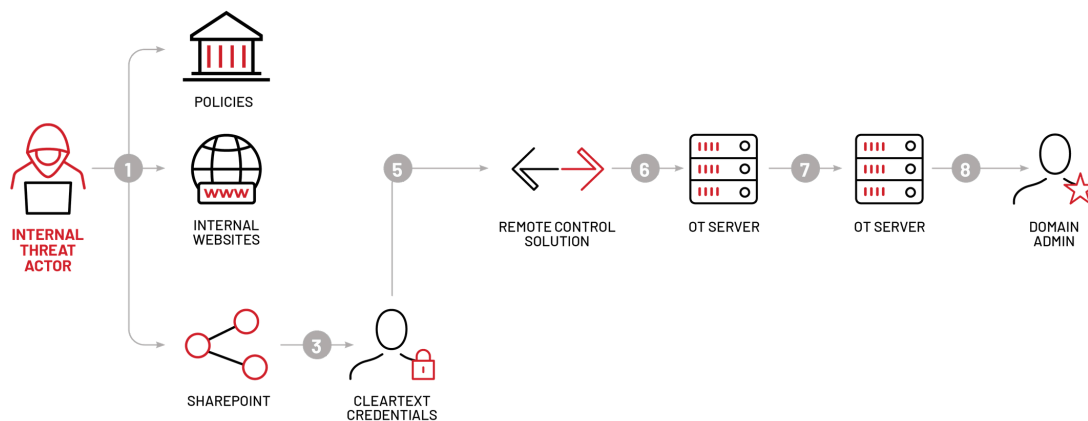 POLICIES
1
WWW
INTERNAL
WEBSITES
INTERNAL
THREAT
ACTOR
SHAREPOINT
3
CLEARTEXT
CREDENTIALS
5
REMOTE CONTROL
SOLUTION
6
OT SERVER
7
OT SERVER
8
DOMAIN
ADMIN